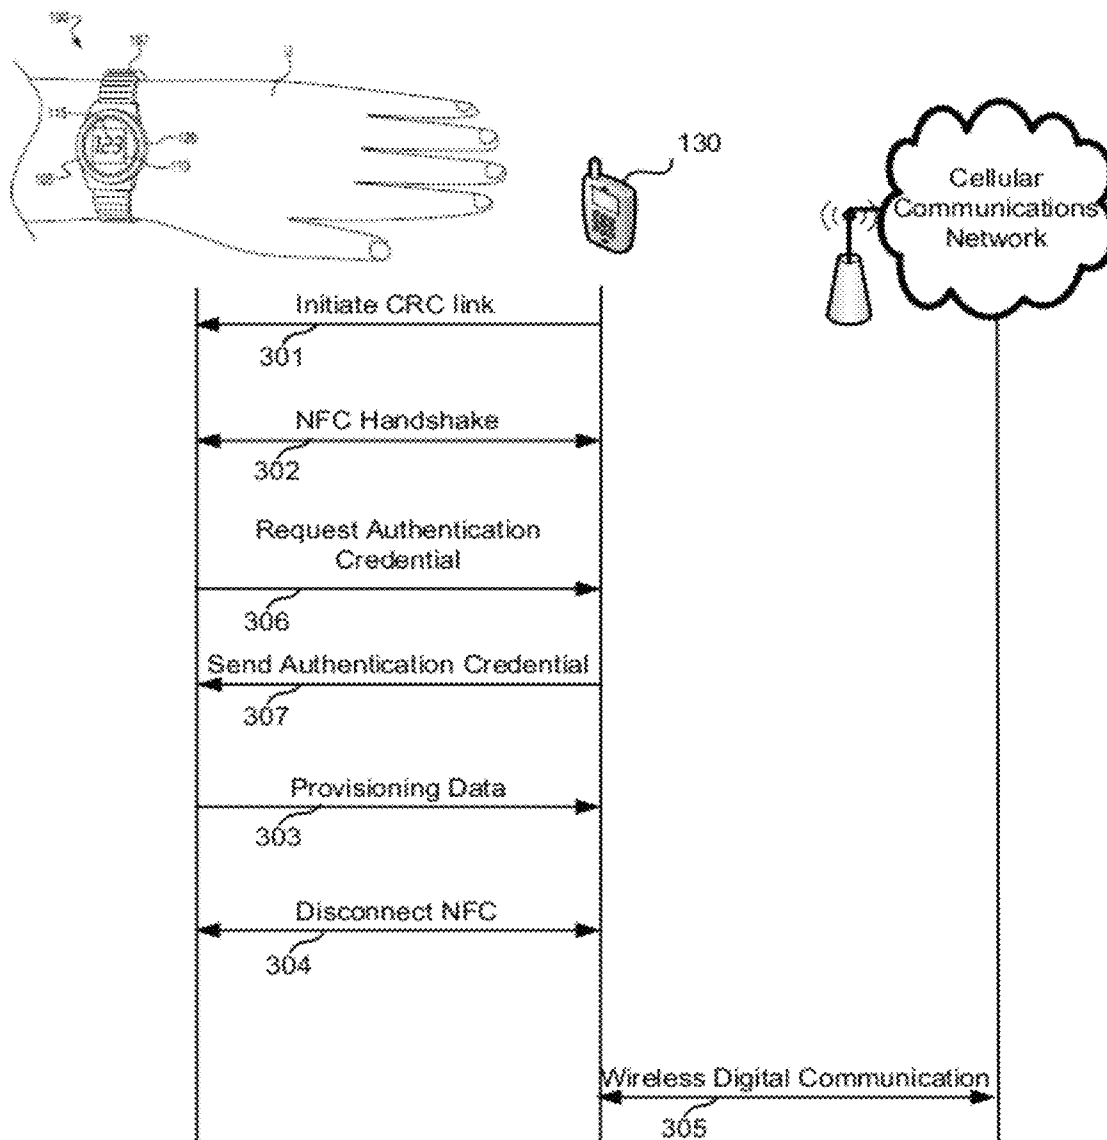 130
Cellular
Communications
Network
Initiate CRC link
301
NFC Handshake
302
Request Authentication
Credential
306
Send Authentication Credential
307
Provisioning Data
303
Disconnect NFC
304
Wireless Digital Communication
305